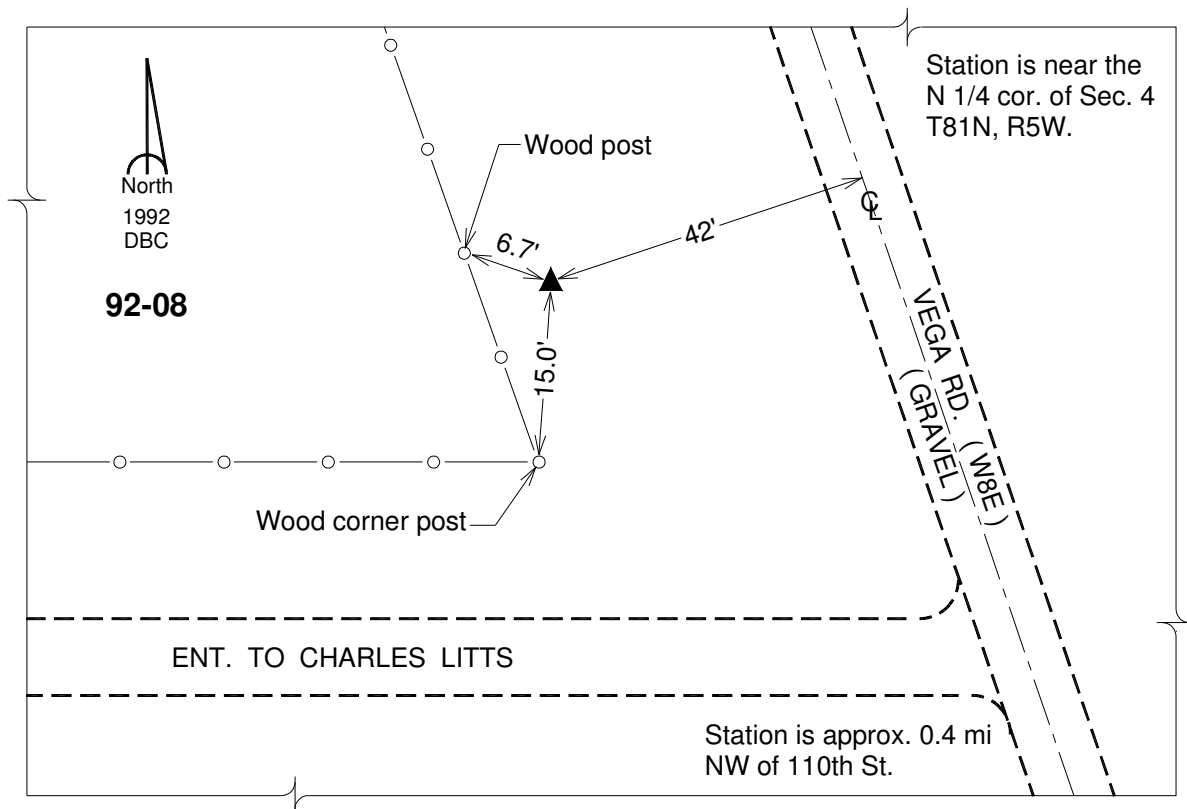 Station is near the
N 1/4 cor. of Sec. 4
T81N, R5W.
Wood post
North
1992
DBC
92-08
6.7'
42'
CL
15.0'
VEGA RD. (W8E)
(GRAVEL)
Wood corner post
ENT. TO CHARLES LITTS
Station is approx. 0.4 mi
NW of 110th St.